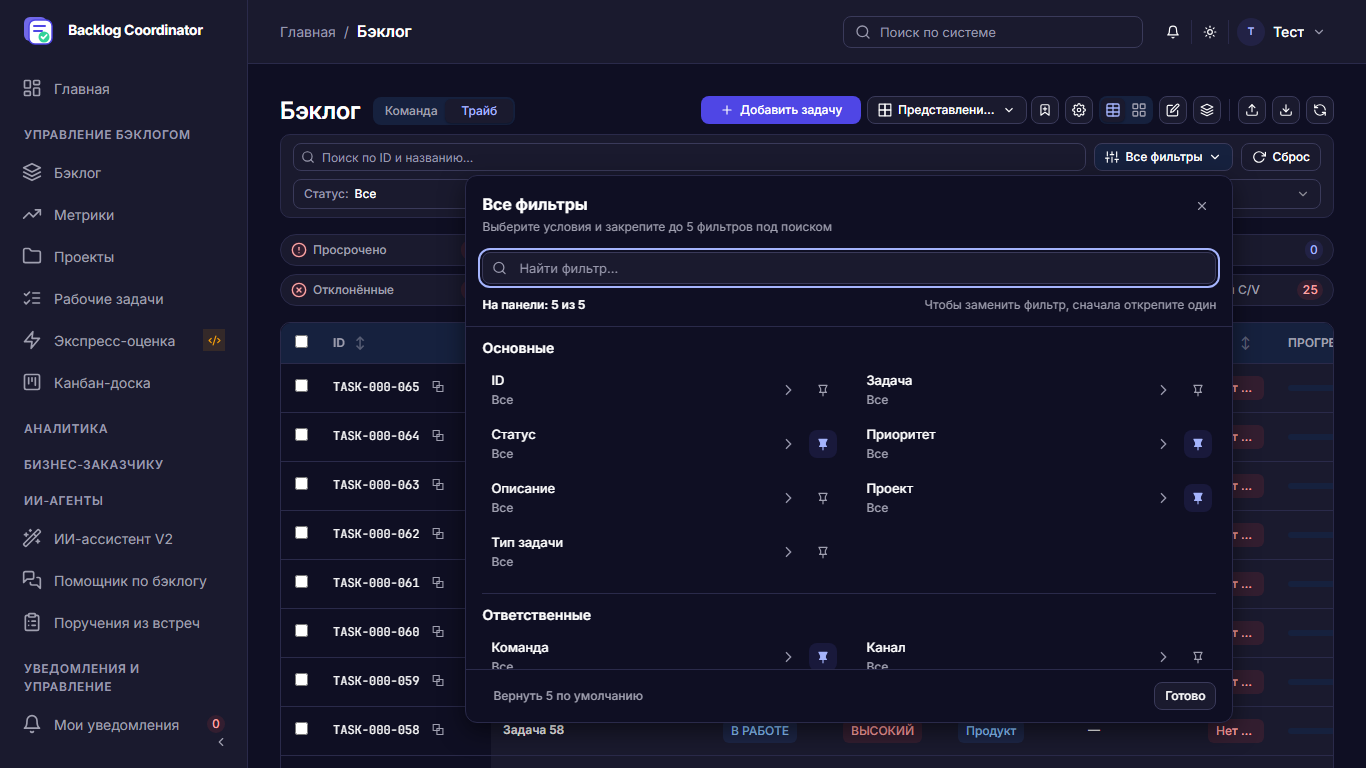 Backlog Coordinator
Главная / Бэклог
Поиск по системе
Т Тест
Главная
УПРАВЛЕНИЕ БЭКЛОГОМ
Бэклог
Метрики
Проекты
Рабочие задачи
Экспресс-оценка
Канбан-доска
АНАЛИТИКА
БИЗНЕС-ЗАКАЗЧИКУ
ИИ-АГЕНТЫ
ИИ-ассистент V2
Помощник по бэклогу
Поручения из встреч
УВЕДОМЛЕНИЯ И
УПРАВЛЕНИЕ
Мои уведомления 0
Бэклог Команда Трайб
Добавить задачу Представлени...
Поиск по ID и названию... Все фильтры Сброс
Статус: Все
Просрочено 0
Отклонённые C/V 25
ID ПРОГРЕ
TASK-000-065 т ...
TASK-000-064 т ...
TASK-000-063 т ...
TASK-000-062 т ...
TASK-000-061 т ...
TASK-000-060 т ...
TASK-000-059 т ...
TASK-000-058 Задача 58 В РАБОТЕ ВЫСОКИЙ Продукт — Нет ...
Все фильтры
Выберите условия и закрепите до 5 фильтров под поиском
Найти фильтр...
На панели: 5 из 5 Чтобы заменить фильтр, сначала открепите один
Основные
ID Задача
Все Все
Статус Приоритет
Все Все
Описание Проект
Все Все
Тип задачи
Все
Ответственные
Команда Канал
Все Все
Вернуть 5 по умолчанию Готово